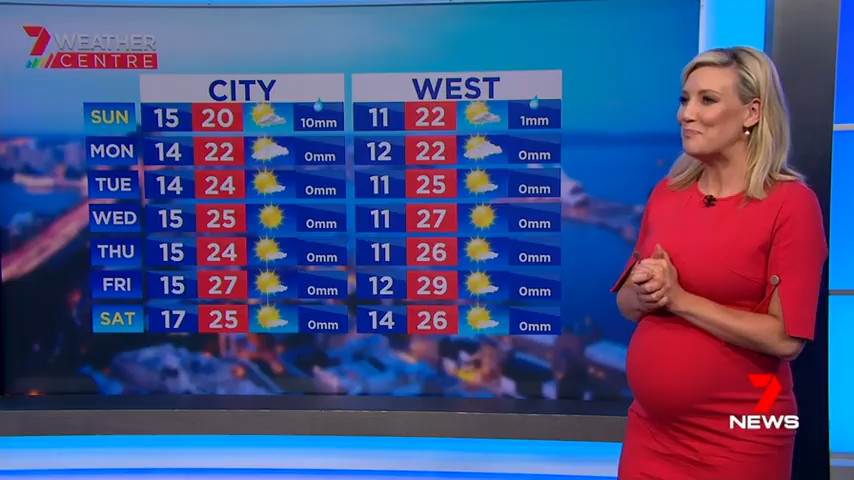 7 WEATHER
CENTRE
CITY WEST
SUN 15 20 10mm 11 22 1mm
MON 14 22 0mm 12 22 0mm
TUE 14 24 0mm 11 25 0mm
WED 15 25 0mm 11 27 0mm
THU 15 24 0mm 11 26 0mm
FRI 15 27 0mm 12 29 0mm
SAT 17 25 0mm 14 26 0mm
7
NEWS